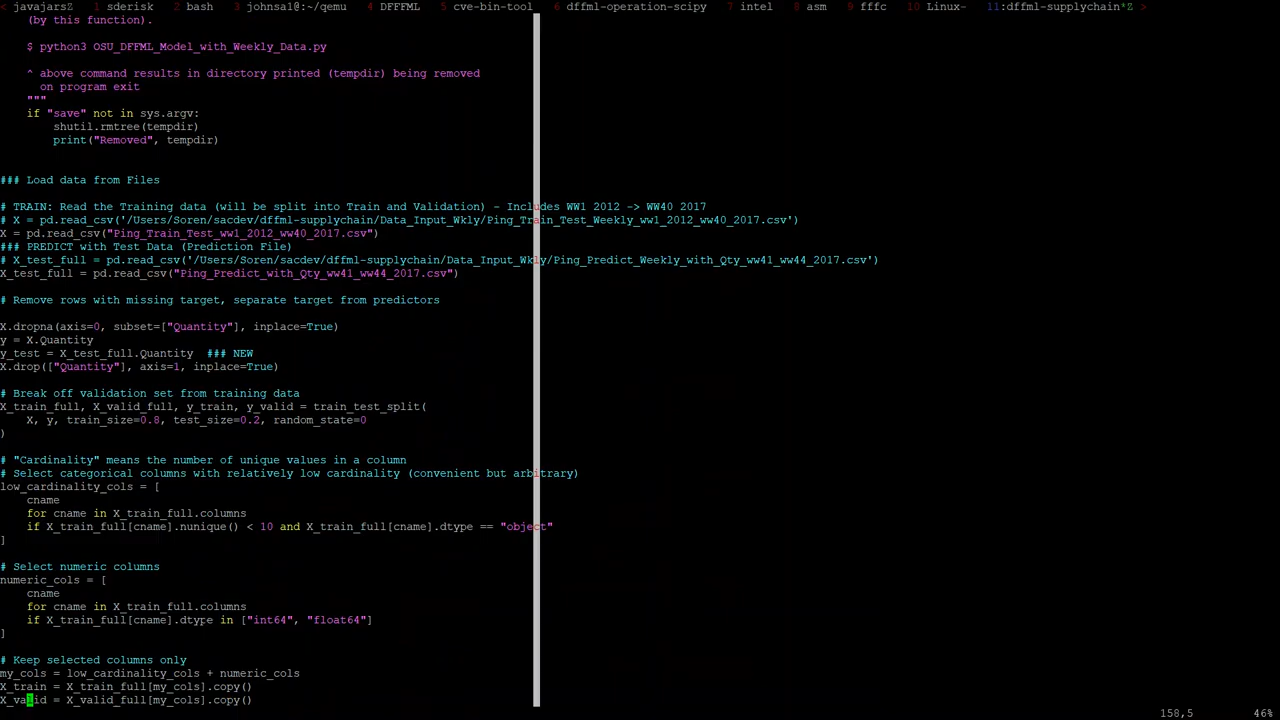 < javajarsZ 1 sderisk 2 bash 3 johnsa1@:~/qemu 4 DFFFML 5 cve-bin-tool 6 dffml-operation-scipy 7 intel 8 asm 9 fffc 10 Linux- 11:dffml-supplychain*Z >
(by this function).
$ python3 OSU_DFFML_Model_with_Weekly_Data.py
^ above command results in directory printed (tempdir) being removed
on program exit
"""
if "save" not in sys.argv:
shutil.rmtree(tempdir)
print("Removed", tempdir)
### Load data from Files
# TRAIN: Read the Training data (will be split into Train and Validation) - Includes WW1 2012 -> WW40 2017
# X = pd.read_csv('/Users/Soren/sacdev/dffml-supplychain/Data_Input_Wkly/Ping_Train_Test_Weekly_ww1_2012_ww40_2017.csv')
X = pd.read_csv("Ping_Train_Test_ww1_2012_ww40_2017.csv")
### PREDICT with Test Data (Prediction File)
# X_test_full = pd.read_csv('/Users/Soren/sacdev/dffml-supplychain/Data_Input_Wkly/Ping_Predict_Weekly_with_Qty_ww41_ww44_2017.csv')
X_test_full = pd.read_csv("Ping_Predict_with_Qty_ww41_ww44_2017.csv")
# Remove rows with missing target, separate target from predictors
X.dropna(axis=0, subset=["Quantity"], inplace=True)
y = X.Quantity
y_test = X_test_full.Quantity  ### NEW
X.drop(["Quantity"], axis=1, inplace=True)
# Break off validation set from training data
X_train_full, X_valid_full, y_train, y_valid = train_test_split(
X, y, train_size=0.8, test_size=0.2, random_state=0
)
# "Cardinality" means the number of unique values in a column
# Select categorical columns with relatively low cardinality (convenient but arbitrary)
low_cardinality_cols = [
cname
for cname in X_train_full.columns
if X_train_full[cname].nunique() < 10 and X_train_full[cname].dtype == "object"
]
# Select numeric columns
numeric_cols = [
cname
for cname in X_train_full.columns
if X_train_full[cname].dtype in ["int64", "float64"]
]
# Keep selected columns only
my_cols = low_cardinality_cols + numeric_cols
X_train = X_train_full[my_cols].copy()
X_valid = X_valid_full[my_cols].copy()
158,5 46%